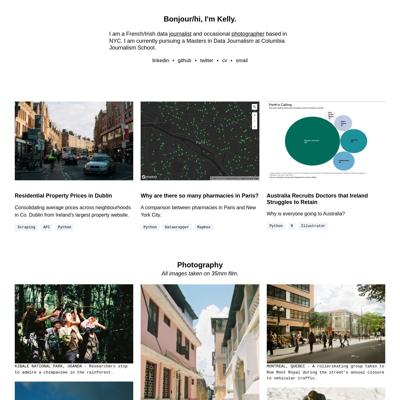 Bonjour/hi, I'm Kelly.
I am a French/Irish data journalist and occasional photographer based in
NYC. I am currently pursuing a Masters in Data Journalism at Columbia
Journalism School.
linkedin • github • twitter • cv • email
Perth's Calling
Residential Property Prices in Dublin
Consolidating average prices across neighbourhoods
in Co. Dublin from Ireland's largest property website.
Scraping API Python
Why are there so many pharmacies in Paris?
A comparison between pharmacies in Paris and New
York City.
Python Datawrapper Mapbox
Australia Recruits Doctors that Ireland
Struggles to Retain
Why is everyone going to Australia?
Python R Illustrator
Photography
All images taken on 35mm film.
KIBALE NATIONAL PARK, UGANDA - Researchers stop
to admire a chimpanzee in the rainforest.
MONTREAL, QUEBEC - A rollerskating group takes to
Rue Mont Royal during the street's annual closure
to vehicular traffic.